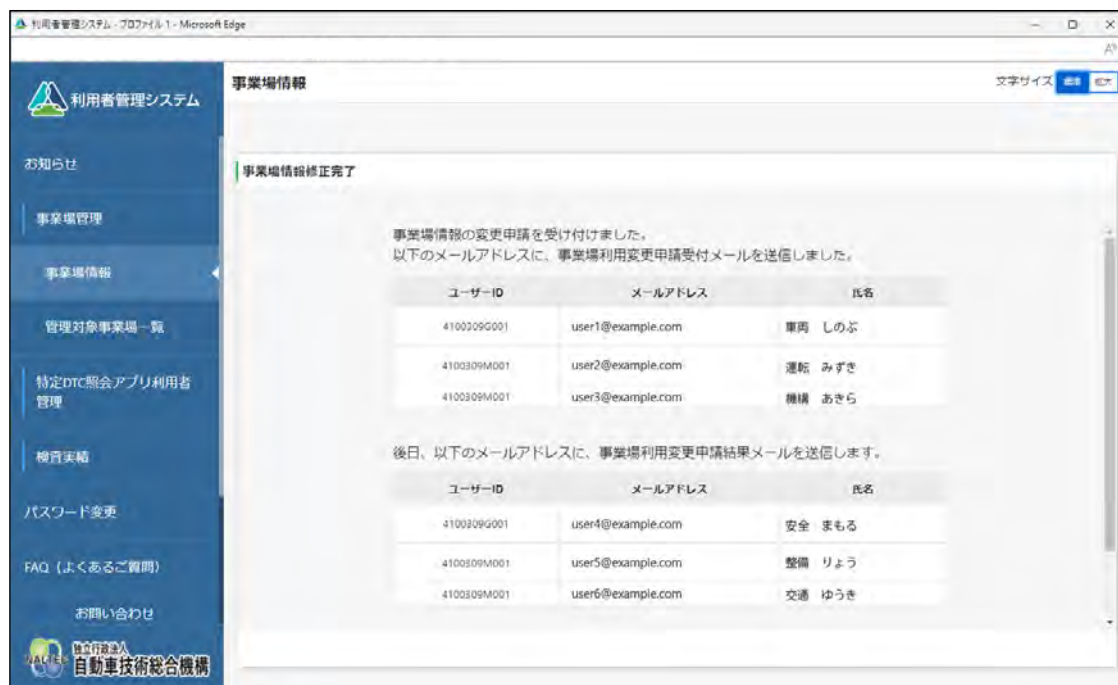 利用者管理システム - プロファイル 1 - Microsoft Edge
利用者管理システム
事業場情報
文字サイズ 標準 拡大
お知らせ
事業場管理
事業場情報
管理対象事業場一覧
特定DTC照会アプリ利用者
管理
検査実績
パスワード変更
FAQ（よくあるご質問）
お問い合わせ
独立行政法人
自動車技術総合機構
事業場情報修正完了
事業場情報の変更申請を受け付けました。
以下のメールアドレスに、事業場利用変更申請受付メールを送信しました。
ユーザーID メールアドレス 氏名
4100309G001 user1@example.com 車両 しのぶ
4100309M001 user2@example.com 運転 みずき
4100309M001 user3@example.com 機構 あきら
後日、以下のメールアドレスに、事業場利用変更申請結果メールを送信します。
ユーザーID メールアドレス 氏名
4100309G001 user4@example.com 安全 まもる
4100309M001 user5@example.com 整備 りょう
4100309M001 user6@example.com 交通 ゆうき